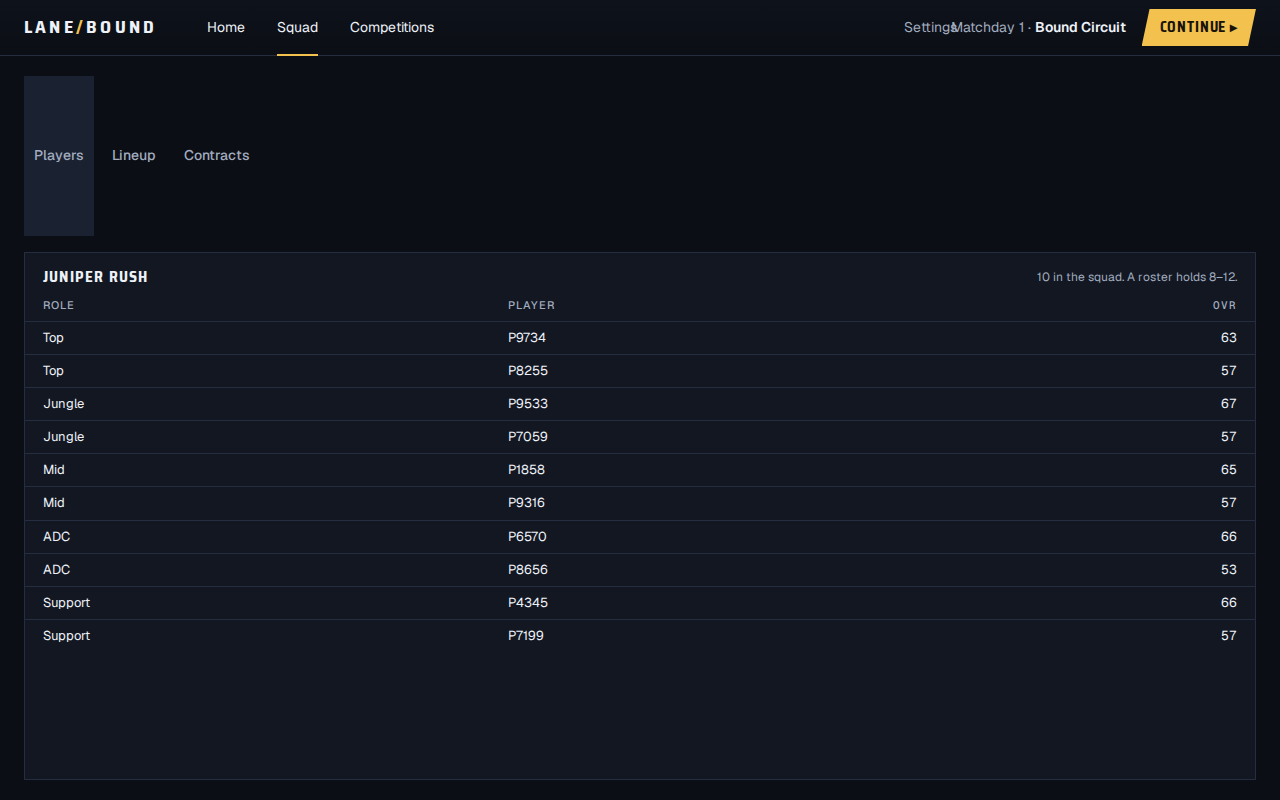 LANE/BOUND Home Squad Competitions Settings Matchday 1 · Bound Circuit CONTINUE ▶
Players Lineup Contracts
JUNIPER RUSH 10 in the squad. A roster holds 8–12.
ROLE PLAYER OVR
Top P9734 63
Top P8255 57
Jungle P9533 67
Jungle P7059 57
Mid P1858 65
Mid P9316 57
ADC P6570 66
ADC P8656 53
Support P4345 66
Support P7199 57